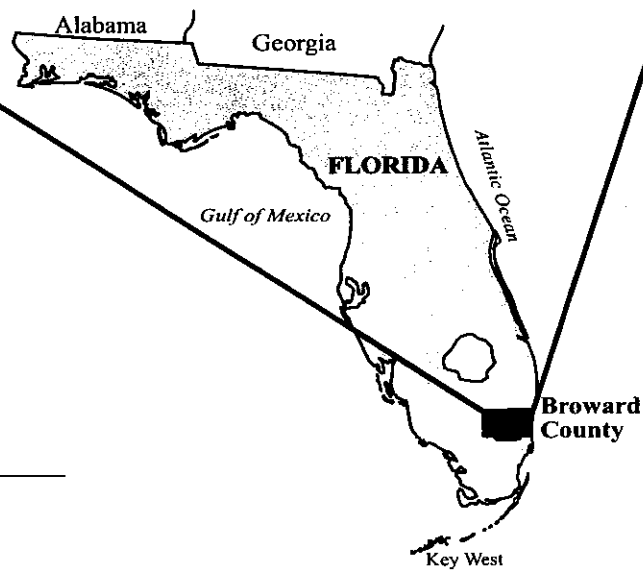 Alabama
Georgia
FLORIDA
Atlantic Ocean
Gulf of Mexico
Broward
County
Key West